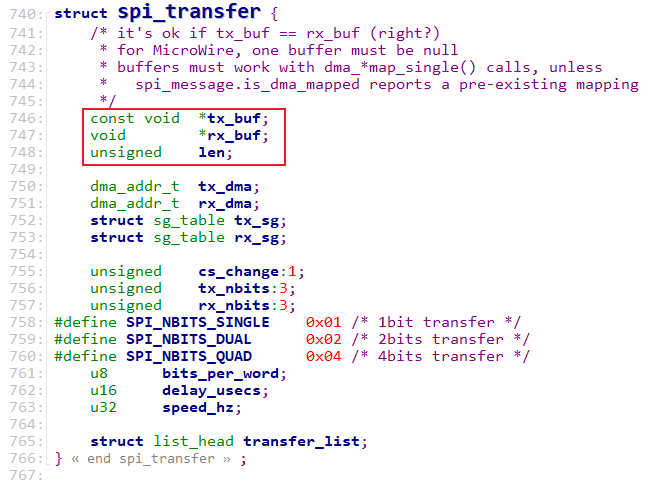 740: struct spi_transfer {
741: /* it's ok if tx_buf == rx_buf (right?)
742: * for MicroWire, one buffer must be null
743: * buffers must work with dma_*map_single() calls, unless
744: * spi_message.is_dma_mapped reports a pre-existing mapping
745: */
746: const void *tx_buf;
747: void *rx_buf;
748: unsigned len;
749:
750: dma_addr_t tx_dma;
751: dma_addr_t rx_dma;
752: struct sg_table tx_sg;
753: struct sg_table rx_sg;
754:
755: unsigned cs_change:1;
756: unsigned tx_nbits:3;
757: unsigned rx_nbits:3;
758: #define SPI_NBITS_SINGLE 0x01 /* 1bit transfer */
759: #define SPI_NBITS_DUAL 0x02 /* 2bits transfer */
760: #define SPI_NBITS_QUAD 0x04 /* 4bits transfer */
761: u8 bits_per_word;
762: u16 delay_usecs;
763: u32 speed_hz;
764:
765: struct list_head transfer_list;
766: } « end spi_transfer » ;
767: